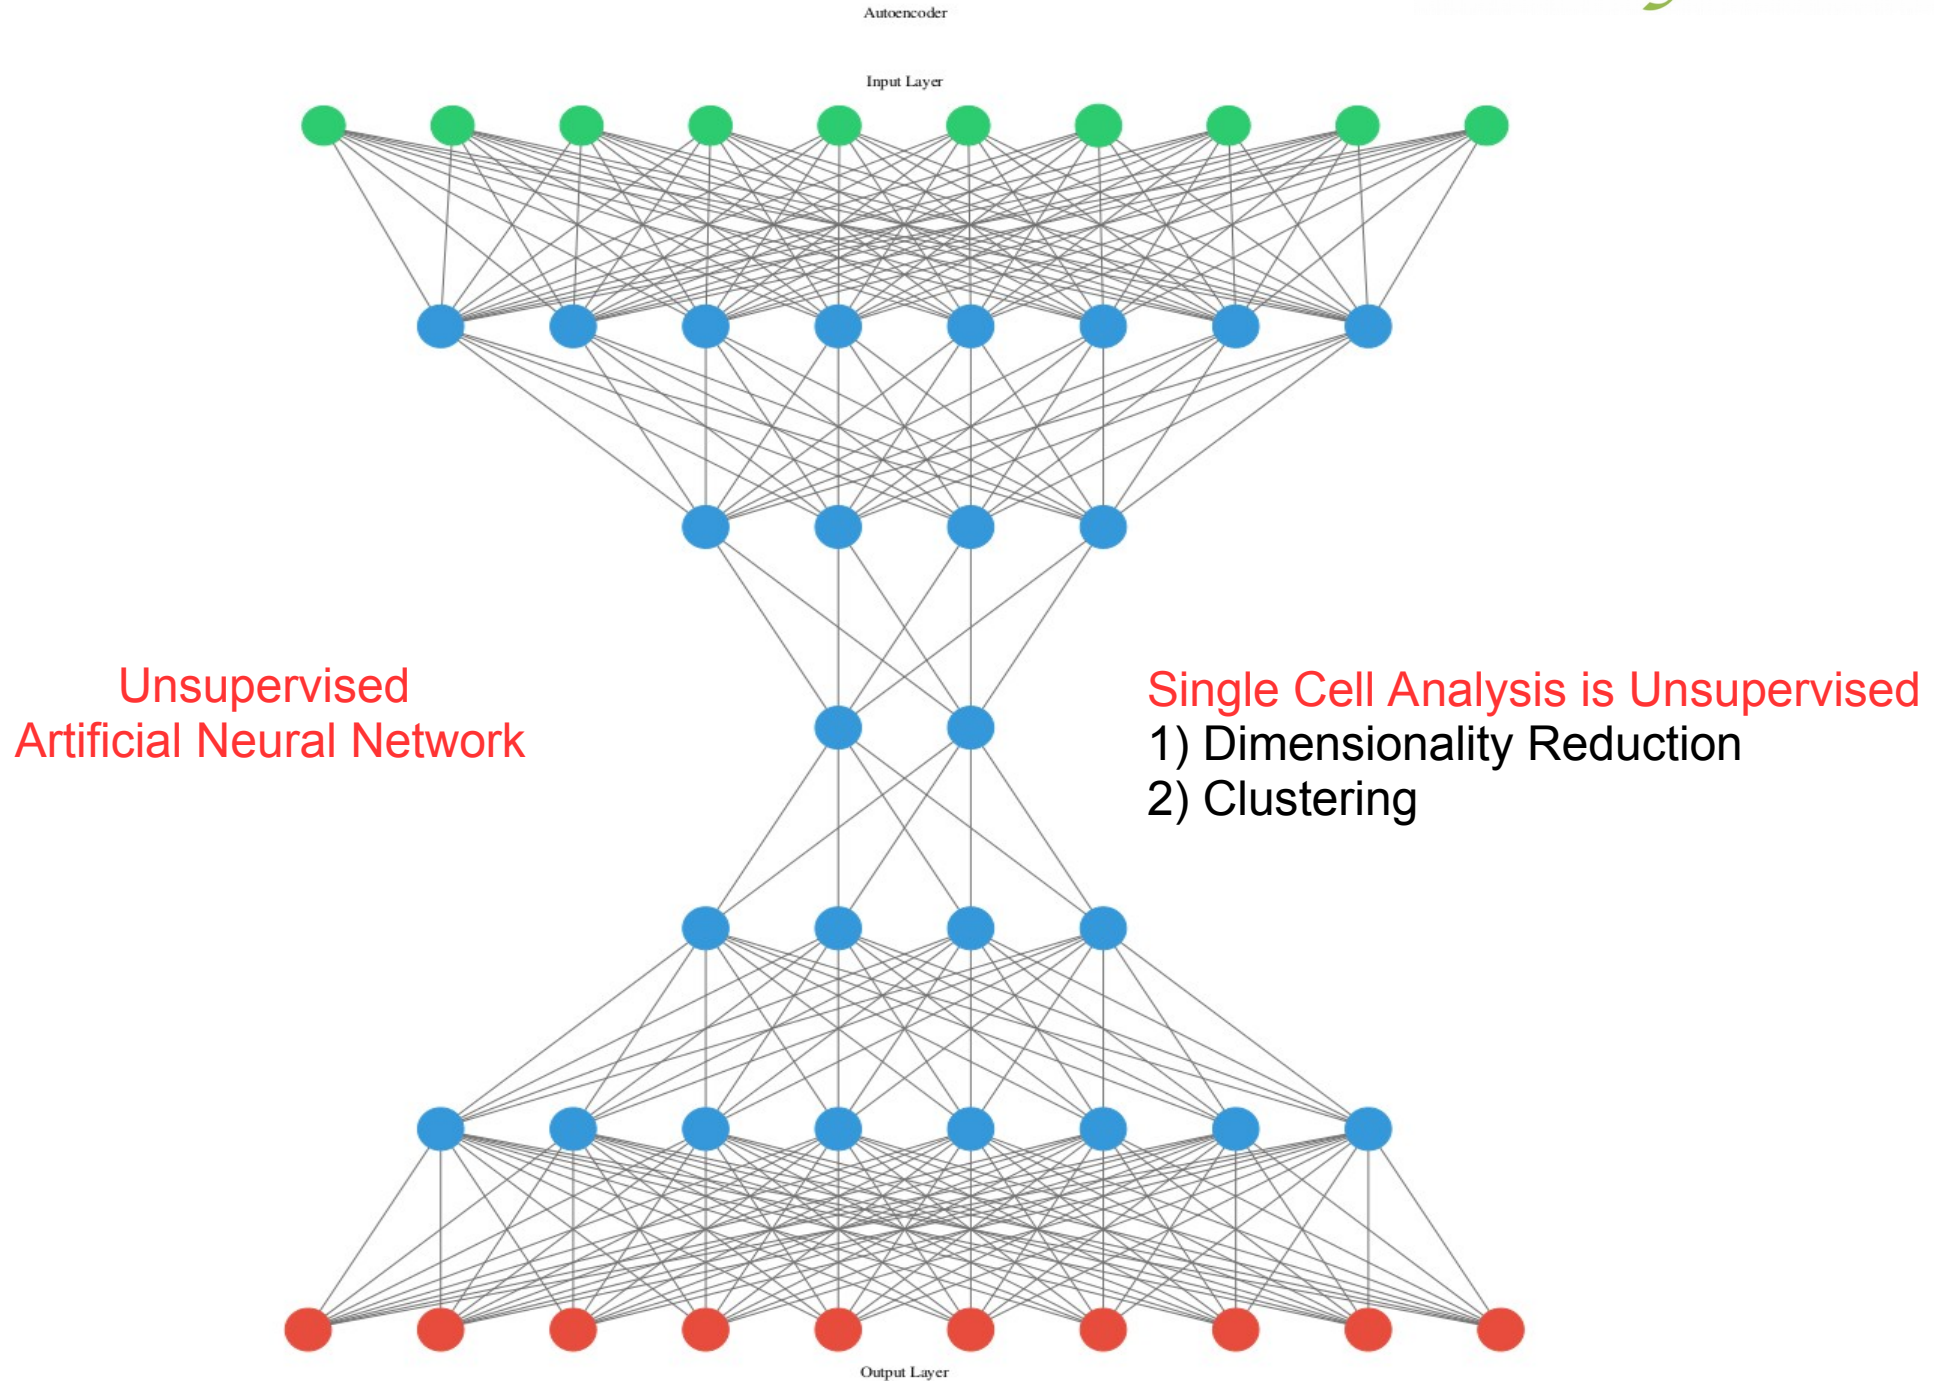 Autoencoder
Input Layer
Unsupervised
Artificial Neural Network
Single Cell Analysis is Unsupervised
1) Dimensionality Reduction
2) Clustering
Output Layer